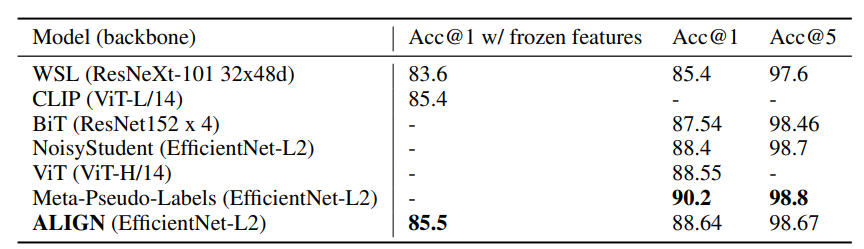 Model (backbone) Acc@1 w/ frozen features Acc@1 Acc@5
WSL (ResNeXt-101 32x48d) 83.6 85.4 97.6
CLIP (ViT-L/14) 85.4 - -
BiT (ResNet152 x 4) - 87.54 98.46
NoisyStudent (EfficientNet-L2) - 88.4 98.7
ViT (ViT-H/14) - 88.55 -
Meta-Pseudo-Labels (EfficientNet-L2) - 90.2 98.8
ALIGN (EfficientNet-L2) 85.5 88.64 98.67